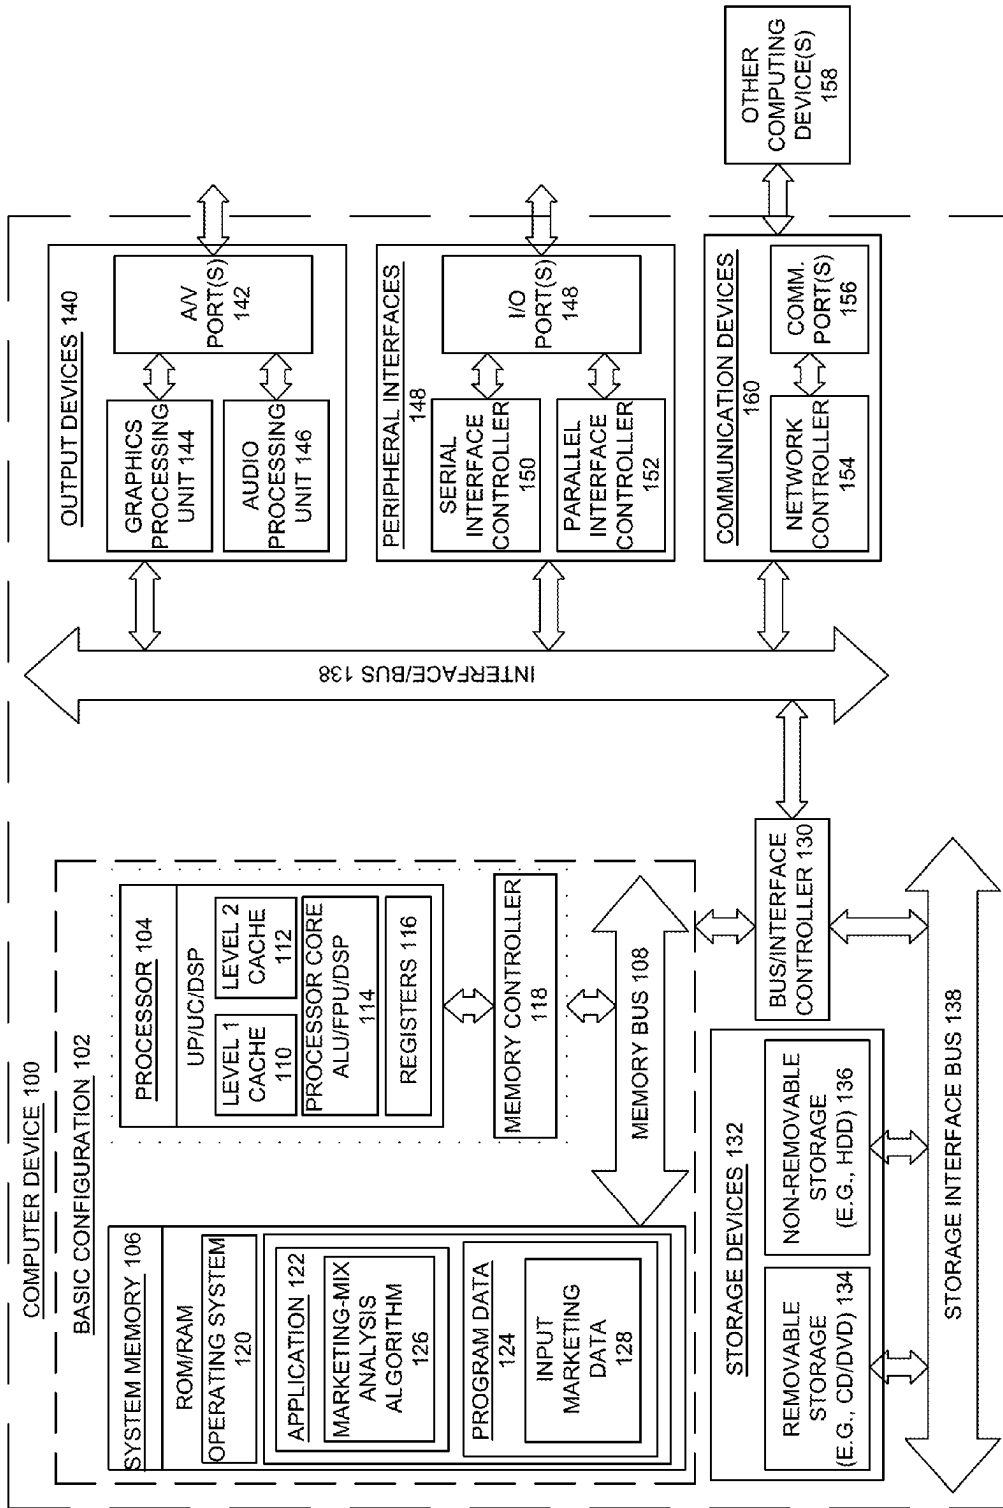 COMPUTER DEVICE 100
BASIC CONFIGURATION 102
SYSTEM MEMORY 106
ROM/RAM
OPERATING SYSTEM
120
APPLICATION 122
MARKETING-MIX
ANALYSIS
ALGORITHM
126
PROGRAM DATA
124
INPUT
MARKETING
DATA
128
PROCESSOR 104
UP/UC/DSP
LEVEL 1
CACHE
110
LEVEL 2
CACHE
112
PROCESSOR CORE
ALU/FPU/DSP
114
REGISTERS 116
MEMORY CONTROLLER
118
MEMORY BUS 108
STORAGE DEVICES 132
REMOVABLE
STORAGE
(E.G., CD/DVD) 134
NON-REMOVABLE
STORAGE
(E.G., HDD) 136
STORAGE INTERFACE BUS 138
BUS/INTERFACE
CONTROLLER 130
INTERFACE/BUS 138
OUTPUT DEVICES 140
GRAPHICS
PROCESSING
UNIT 144
AUDIO
PROCESSING
UNIT 146
A/V
PORT(S)
142
PERIPHERAL INTERFACES
148
SERIAL
INTERFACE
CONTROLLER
150
PARALLEL
INTERFACE
CONTROLLER
152
I/O
PORT(S)
148
COMMUNICATION DEVICES
160
NETWORK
CONTROLLER
154
COMM.
PORT(S)
156
OTHER
COMPUTING
DEVICE(S)
158